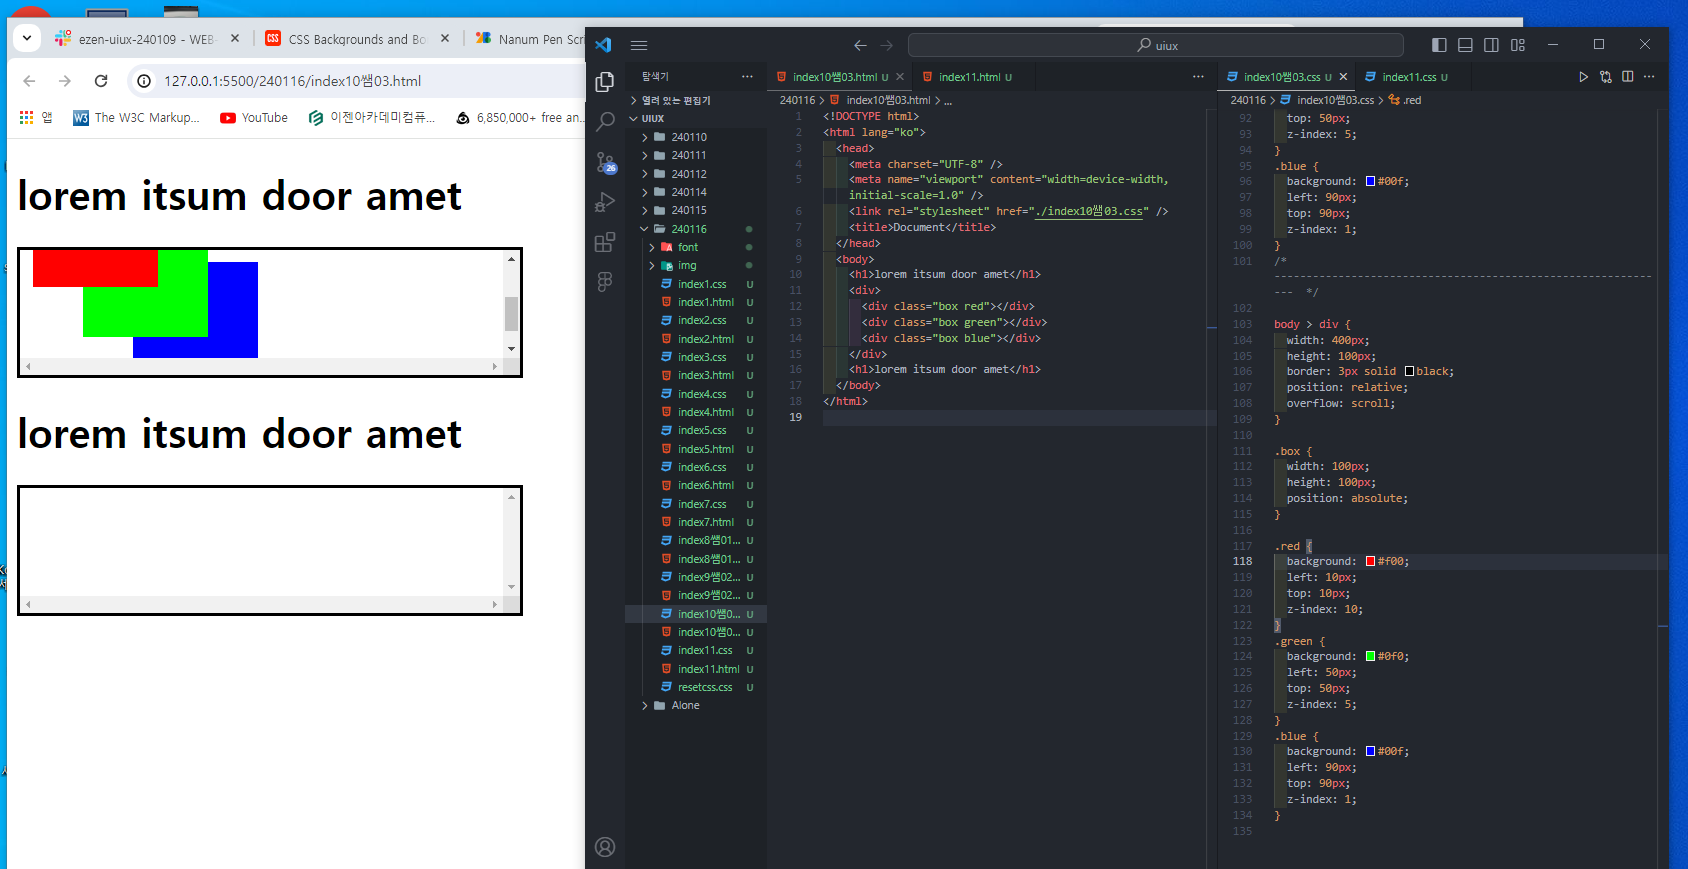 ezen-uiux-240109 - WEB-
CSS Backgrounds and Bo
Nanum Pen Scri
127.0.0.1:5500/240116/index10쌤03.html
앱
The W3C Markup...
YouTube
이젠아카데미컴퓨...
6,850,000+ free an...
lorem itsum door amet
lorem itsum door amet
uiux
탐색기
열려 있는 편집기
UIUX
240110
240111
240112
240114
240115
240116
font
img
index1.css U
index1.html U
index2.css U
index2.html U
index3.css U
index3.html U
index4.css U
index4.html U
index5.css U
index5.html U
index6.css U
index6.html U
index7.css U
index7.html U
index8쌤01... U
index8쌤01... U
index9쌤02... U
index9쌤02... U
index10쌤0... U
index10쌤0... U
index11.css U
index11.html U
resetcss.css U
Alone
26
index10쌤03.html U
index11.html U
240116 > index10쌤03.html > ...
1 <!DOCTYPE html>
2 <html lang="ko">
3 <head>
4 <meta charset="UTF-8" />
5 <meta name="viewport" content="width=device-width,
initial-scale=1.0" />
6 <link rel="stylesheet" href="./index10쌤03.css" />
7 <title>Document</title>
8 </head>
9 <body>
10 <h1>lorem itsum door amet</h1>
11 <div>
12 <div class="box red"></div>
13 <div class="box green"></div>
14 <div class="box blue"></div>
15 </div>
16 <h1>lorem itsum door amet</h1>
17 </body>
18 </html>
19
index10쌤03.css U
index11.css U
240116 > index10쌤03.css > .red
92 top: 50px;
93 z-index: 5;
94 }
95 .blue {
96 background: #00f;
97 left: 90px;
98 top: 90px;
99 z-index: 1;
100 }
101 /*
-----------------------------------------------------------
--- */
102
103 body > div {
104 width: 400px;
105 height: 100px;
106 border: 3px solid black;
107 position: relative;
108 overflow: scroll;
109 }
110
111 .box {
112 width: 100px;
113 height: 100px;
114 position: absolute;
115 }
116
117 .red {
118 background: #f00;
119 left: 10px;
120 top: 10px;
121 z-index: 10;
122 }
123 .green {
124 background: #0f0;
125 left: 50px;
126 top: 50px;
127 z-index: 5;
128 }
129 .blue {
130 background: #00f;
131 left: 90px;
132 top: 90px;
133 z-index: 1;
134 }
135